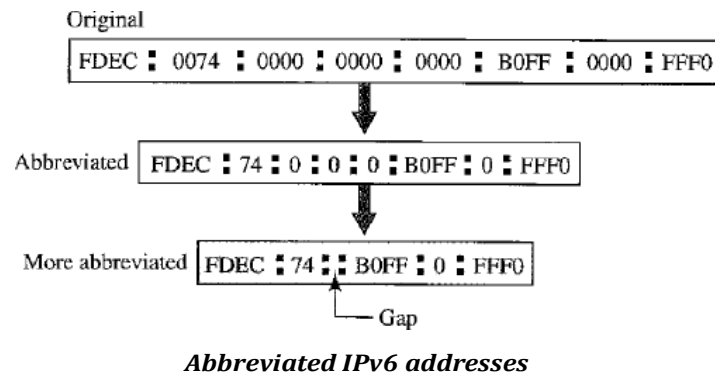 Original
FDEC : 0074 : 0000 : 0000 : 0000 : B0FF : 0000 : FFF0
Abbreviated FDEC : 74 : 0 : 0 : 0 : B0FF : 0 : FFF0
More abbreviated FDEC : 74 : : B0FF : 0 : FFF0
Gap
Abbreviated IPv6 addresses